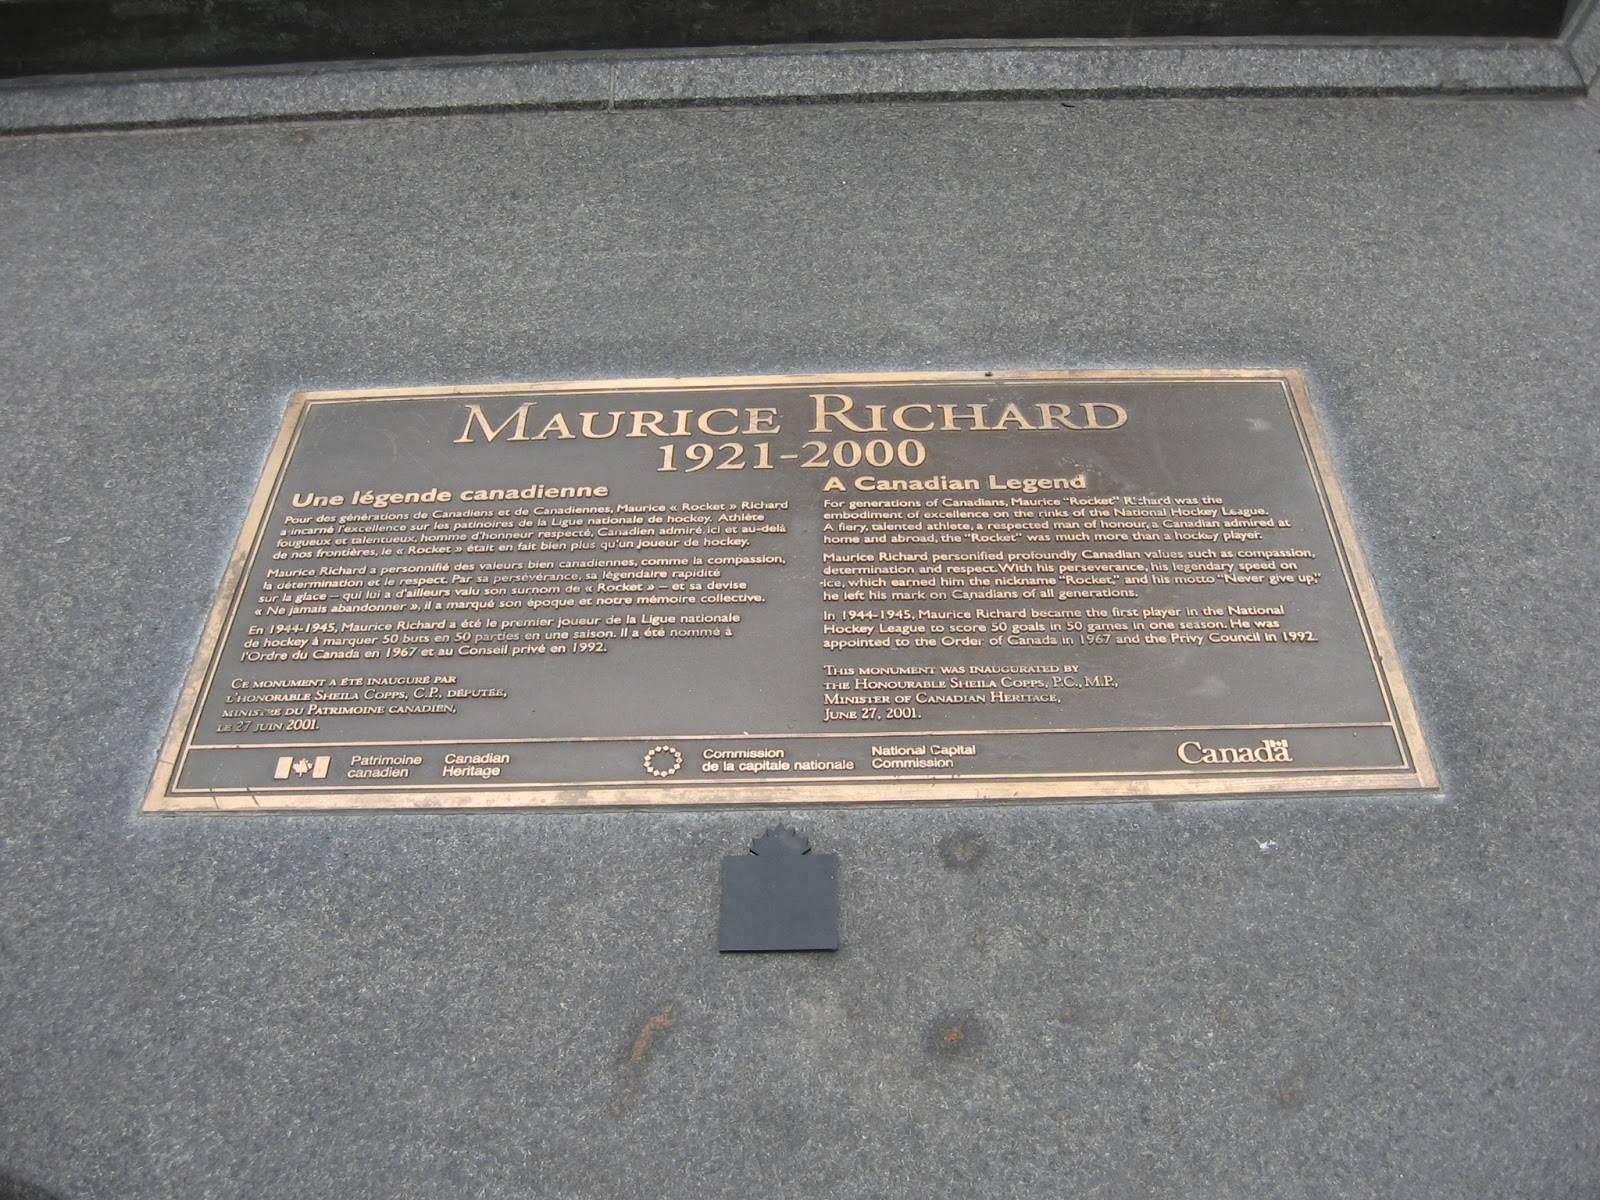 MAURICE RICHARD
1921-2000
Une légende canadienne
Pour des générations de Canadiens et de Canadiennes, Maurice « Rocket » Richard
a incarné l'excellence sur les patinoires de la Ligue nationale de hockey. Athlète
fougueux et talentueux, homme d'honneur respecté, Canadien admiré, ici et au-delà
de nos frontières, le « Rocket » était en fait bien plus qu'un joueur de hockey.
Maurice Richard a personnifié des valeurs bien canadiennes, comme la compassion,
la détermination et le respect. Par sa persévérance, sa légendaire rapidité
sur la glace – qui lui a d'ailleurs valu son surnom de « Rocket » – et sa devise
« Ne jamais abandonner », il a marqué son époque et notre mémoire collective.
En 1944-1945, Maurice Richard a été le premier joueur de la Ligue nationale
de hockey à marquer 50 buts en 50 parties en une saison. Il a été nommé à
l'Ordre du Canada en 1967 et au Conseil privé en 1992.
CE MONUMENT A ÉTÉ INAUGURÉ PAR
L'HONORABLE SHEILA COPPS, C.P., DÉPUTÉE,
MINISTRE DU PATRIMOINE CANADIEN,
LE 27 JUIN 2001.
A Canadian Legend
For generations of Canadians, Maurice "Rocket" Richard was the
embodiment of excellence on the rinks of the National Hockey League.
A fiery, talented athlete, a respected man of honour, a Canadian admired at
home and abroad, the "Rocket" was much more than a hockey player.
Maurice Richard personified profoundly Canadian values such as compassion,
determination and respect. With his perseverance, his legendary speed on
ice, which earned him the nickname "Rocket," and his motto "Never give up,"
he left his mark on Canadians of all generations.
In 1944-1945, Maurice Richard became the first player in the National
Hockey League to score 50 goals in 50 games in one season. He was
appointed to the Order of Canada in 1967 and the Privy Council in 1992.
THIS MONUMENT WAS INAUGURATED BY
THE HONOURABLE SHEILA COPPS, P.C., M.P.,
MINISTER OF CANADIAN HERITAGE,
JUNE 27, 2001.
Patrimoine
canadien
Canadian
Heritage
Commission
de la capitale nationale
National Capital
Commission
Canada